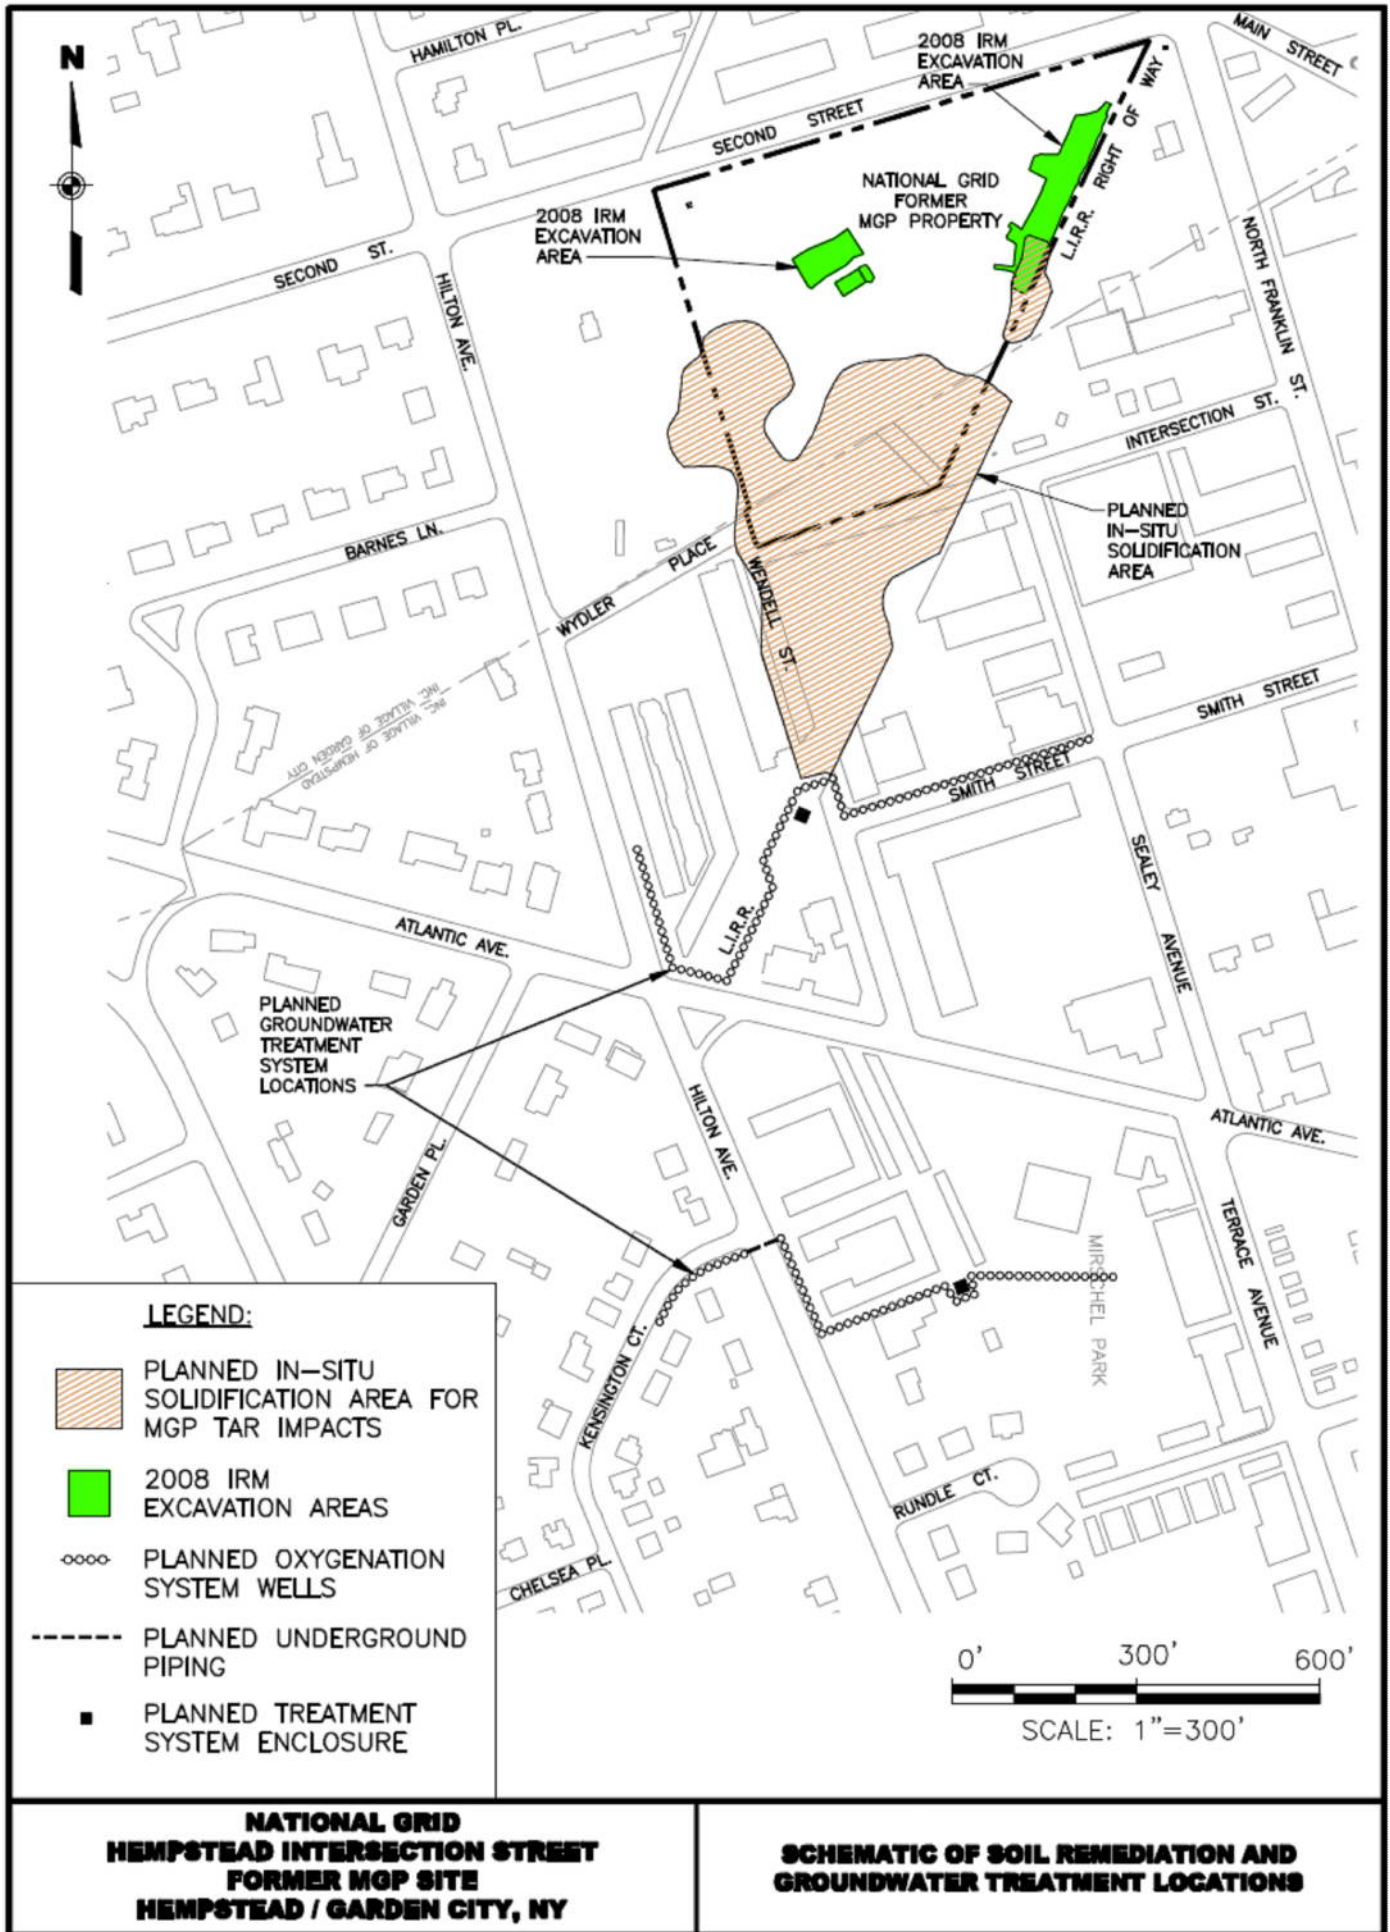 N
HAMILTON PL.
MAIN STREET
2008 IRM
EXCAVATION
AREA
SECOND STREET
L.I.R.R. RIGHT OF WAY
NATIONAL GRID
FORMER
MGP PROPERTY
2008 IRM
EXCAVATION
AREA
SECOND ST.
HILTON AVE.
NORTH FRANKLIN ST.
INTERSECTION ST.
PLANNED
IN-SITU
SOLIDIFICATION
AREA
BARNES LN.
WYDLER PLACE
WENDELL ST.
INC. VILLAGE OF GARDEN CITY
INC. VILLAGE OF HEMPSTEAD
SMITH STREET
SMITH STREET
SEALEY AVENUE
L.I.R.R.
ATLANTIC AVE.
PLANNED
GROUNDWATER
TREATMENT
SYSTEM
LOCATIONS
HILTON AVE.
GARDEN PL.
ATLANTIC AVE.
TERRACE AVENUE
MIRSCHEL PARK
KENSINGTON CT.
RUNDLE CT.
CHELSEA PL.
LEGEND:
PLANNED IN-SITU
SOLIDIFICATION AREA FOR
MGP TAR IMPACTS
2008 IRM
EXCAVATION AREAS
PLANNED OXYGENATION
SYSTEM WELLS
PLANNED UNDERGROUND
PIPING
PLANNED TREATMENT
SYSTEM ENCLOSURE
0' 300' 600'
SCALE: 1"=300'
NATIONAL GRID
HEMPSTEAD INTERSECTION STREET
FORMER MGP SITE
HEMPSTEAD / GARDEN CITY, NY
SCHEMATIC OF SOIL REMEDIATION AND
GROUNDWATER TREATMENT LOCATIONS